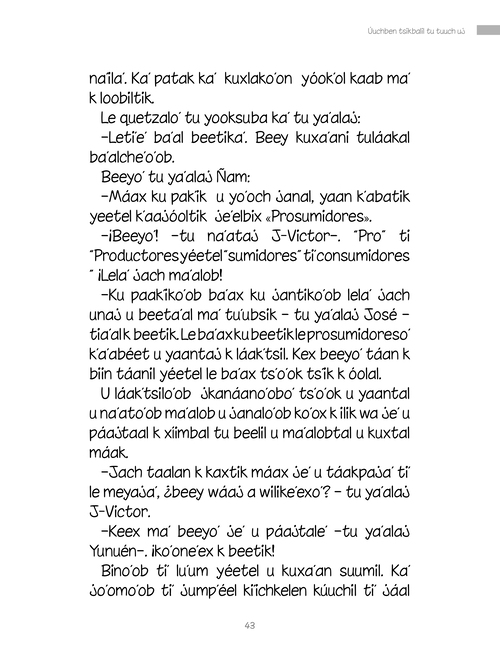 Úuchben tsikbalil tu tuuch uj
naila'. Ka' patak ka' kuxlako'on yóok'ol kaab ma'
k loobiltik.
Le quetzalo' tu yooksuba ka' tu ya'alaj:
–Leti'e' ba'al beetika'. Beey kuxa'ani tuláakal
ba'alche'o'ob.
Beeyo' tu ya'alaj Ñam:
–Máax ku pakik u yo'och janal, yaan k'abatik
yeetel k'aajóoltik je'elbix «Prosumidores».
–¡Beeyo'! –tu na'ataj J-Victor–. "Pro" ti
"Productores yéetel "sumidores" ti'consumidores
" ¡Lela' jach ma'alob!
–Ku paakiko'ob ba'ax ku jantiko'ob lela' jach
unaj u beeta'al ma' tu'ubsik – tu ya'alaj José –
tia'al k beetik. Le ba'ax ku beetik le prosumidoreso'
k'a'abéet u yaantaj k láak'tsil. Kex beeyo' táan k
biin táanil yéetel le ba'ax ts'o'ok tsik k óolal.
U láak'tsilo'ob jkanáano'obo' ts'o'ok u yaantal
u na'ato'ob ma'alob u janalo'ob ko'ox k ilik wa je' u
páajtaal k xíimbal tu beelil u ma'alobtal u kuxtal
máak.
–Jach taalan k kaxtik máax je' u táakpaja' ti'
le meyaja', ¿beey wáaj a wilike'exo'? – tu ya'alaj
J-Victor.
–Keex ma' beeyo' je' u páajtale' –tu ya'alaj
Yunuén–. ¡ko'one'ex k beetik!
Bino'ob ti' lu'um yéetel u kuxa'an suumil. Ka'
jo'omo'ob ti' jump'éel kiichkelen kúuchil ti' jáal
43